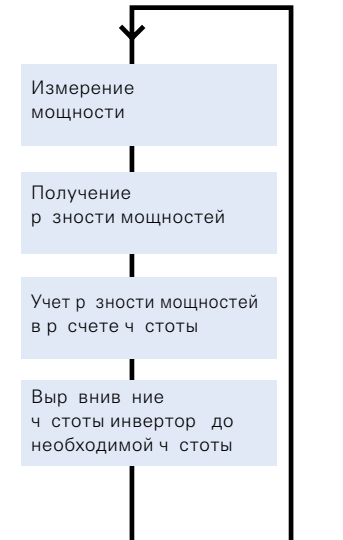 Измерение
мощности
Получение
р зности мощностей
Учет р зности мощностей
в р счете ч стоты
Выр внив ние
ч стоты инвертор до
необходимой ч стоты